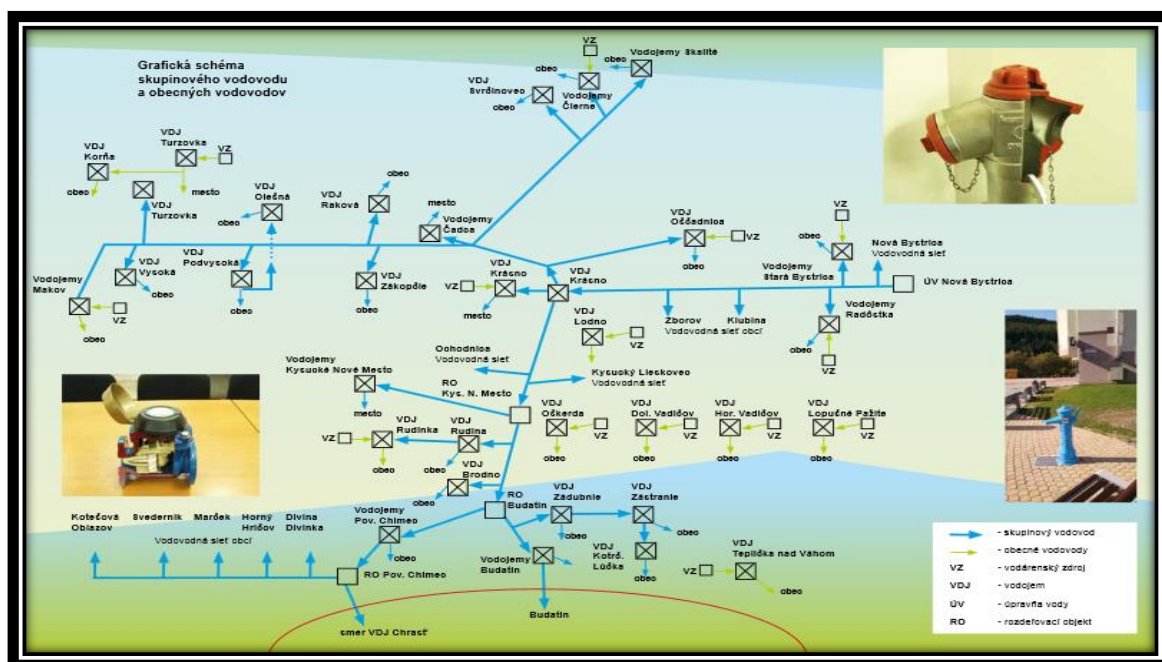 Grafická schéma
skupinového vodovodu
a obecných vodovodov
VZ
Vodojemy Skalité
obec
obec
VDJ
Svrčinovec
obec
Vodojemy
Čierne
VDJ
Korňa
VDJ
Turzovka
VZ
obec
mesto
VDJ
Turzovka
VDJ
Olešná
obec
VDJ
Raková
obec
mesto
Vodojemy
Čadca
VDJ
Oščadnica
VZ
obec
VZ
obec
Vodojemy
Stará Bystrica
Nová Bystrica
Vodovodná sieť
ÚV Nová Bystrica
Vodojemy
Makov
VZ
obec
VDJ
Vysoká
obec
VDJ
Podvysoká
obec
VDJ
Zákopčie
obec
VDJ
Krásno
VZ
mesto
VDJ
Krásno
Zborov
Klubina
Vodovodná sieť obcí
Vodojemy
Radôstka
obec
VZ
VDJ
Lodno
VZ
obec
Ochodnica
Vodovodná sieť
Kysucký Lieskovec
Vodovodná sieť
Vodojemy
Kysucké Nové Mesto
mesto
RO
Kys. N. Mesto
VDJ
Oškerda
VZ
obec
VDJ
Dol. Vadičov
VZ
obec
VDJ
Hor. Vadičov
VZ
obec
VDJ
Lopušné Pažite
VZ
obec
VZ
VDJ
Rudinka
obec
VDJ
Rudina
obec
VDJ
Brodno
obec
RO
Budatín
VDJ
Zádubnie
obec
VDJ
Zástranie
obec
VDJ
Kotrč.
Lúčka
obec
Vodojemy
Pov. Chlmec
obec
Vodojemy
Budatín
Budatín
VDJ
Teplička nad Váhom
VZ
obec
Kotešová
Oblazov
Svederník
Marček
Horný
Hričov
Divina
Divinka
Vodovodná sieť obcí
RO Pov. Chlmec
smer VDJ Chrasť
- skupinový vodovod
- obecné vodovody
VZ - vodárenský zdroj
VDJ - vodojem
ÚV - úpravňa vody
RO - rozdeľovací objekt